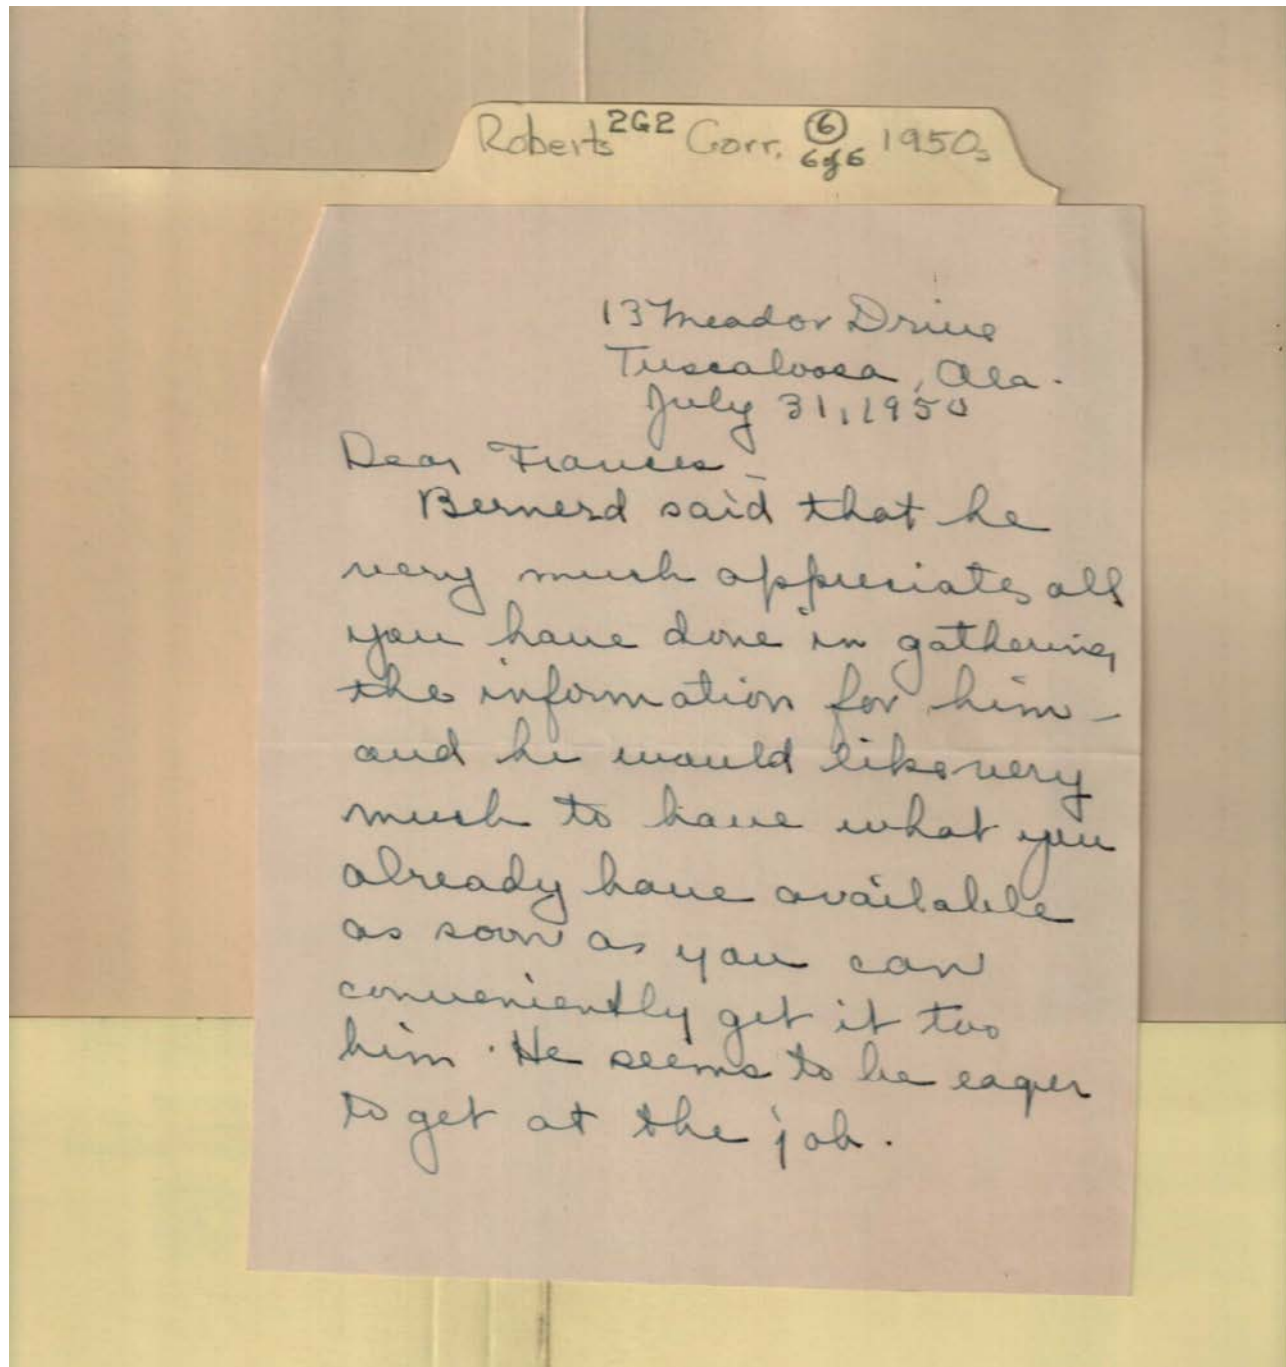 Roberts 2G2 Corr. 6 1950s
6 of 6
13 Meador Drive
Tuscaloosa, Ala.
July 31, 1950
Dear Frances -
Bernerd said that he
very much appreciates all
you have done in gathering
the information for him -
and he would like very
much to have what you
already have available
as soon as you can
conveniently get it too
him. He seems to be eager
to get at the job.